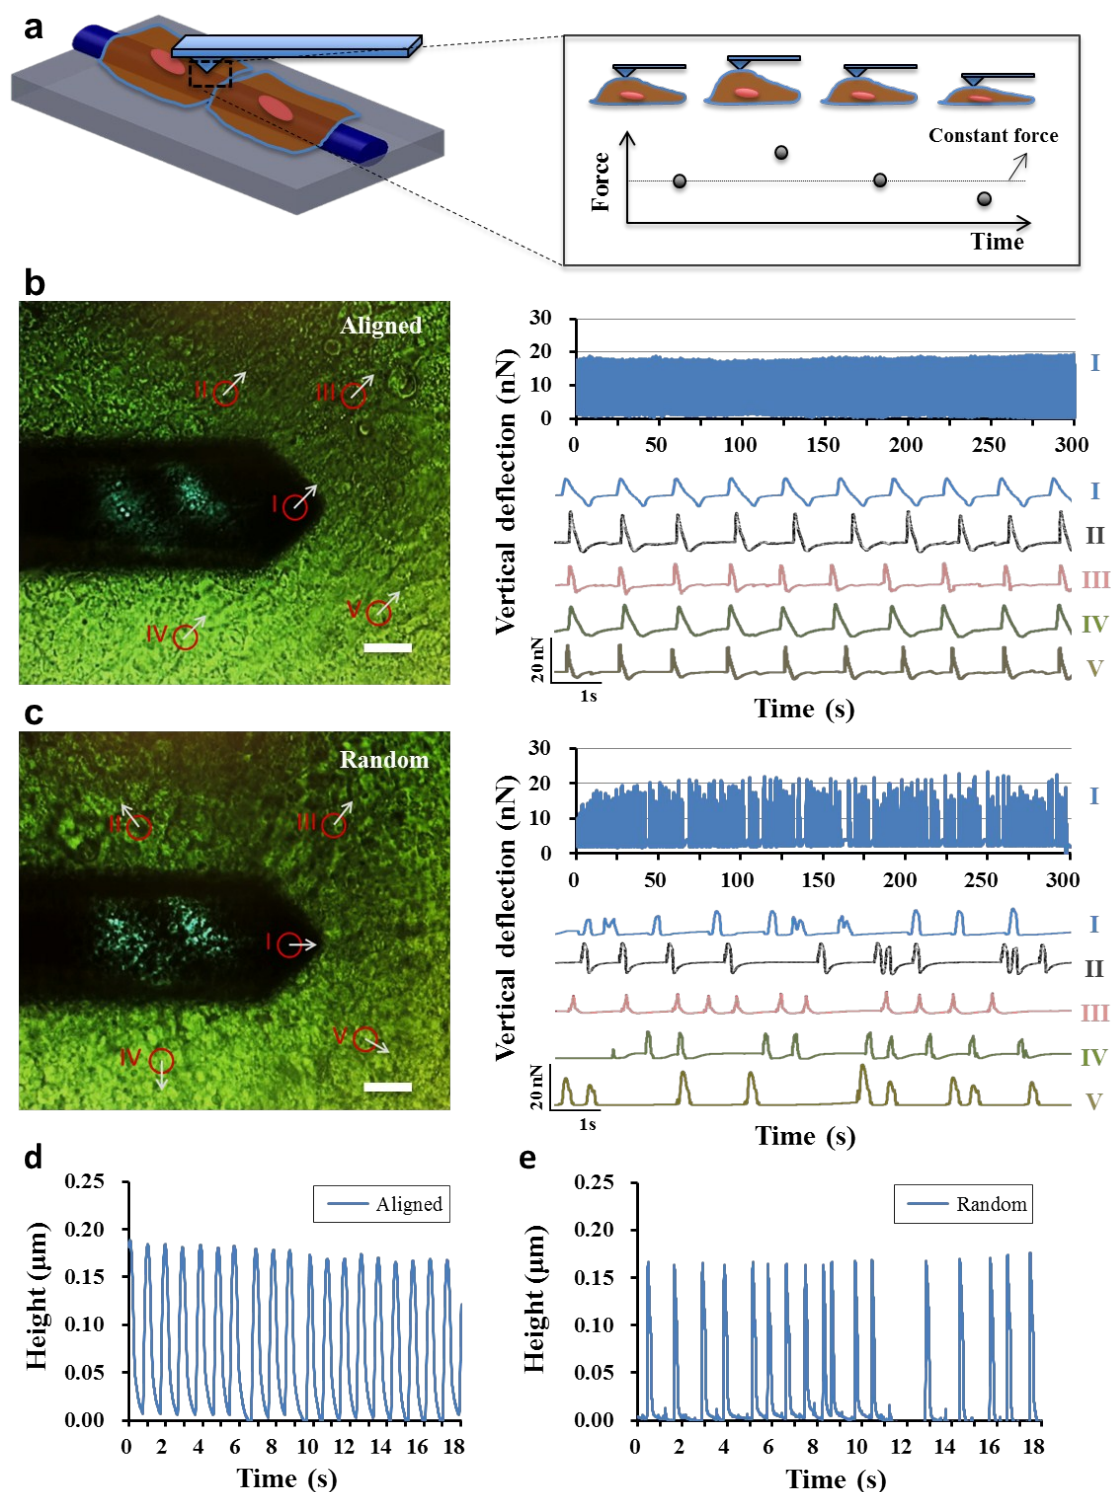 a
Constant force
Force
Time
b
Aligned
II
III
I
IV
V
Vertical deflection (nN)
30
20
10
0
I
0 50 100 150 200 250 300
I
II
III
IV
V
20 nN
1s
Time (s)
c
Random
II
III
I
IV
V
Vertical deflection (nN)
30
20
10
0
I
0 50 100 150 200 250 300
I
II
III
IV
V
20 nN
1s
Time (s)
d
Height (μm)
0.25
0.20
0.15
0.10
0.05
0.00
Aligned
0 2 4 6 8 10 12 14 16 18
Time (s)
e
Height (μm)
0.25
0.20
0.15
0.10
0.05
0.00
Random
0 2 4 6 8 10 12 14 16 18
Time (s)